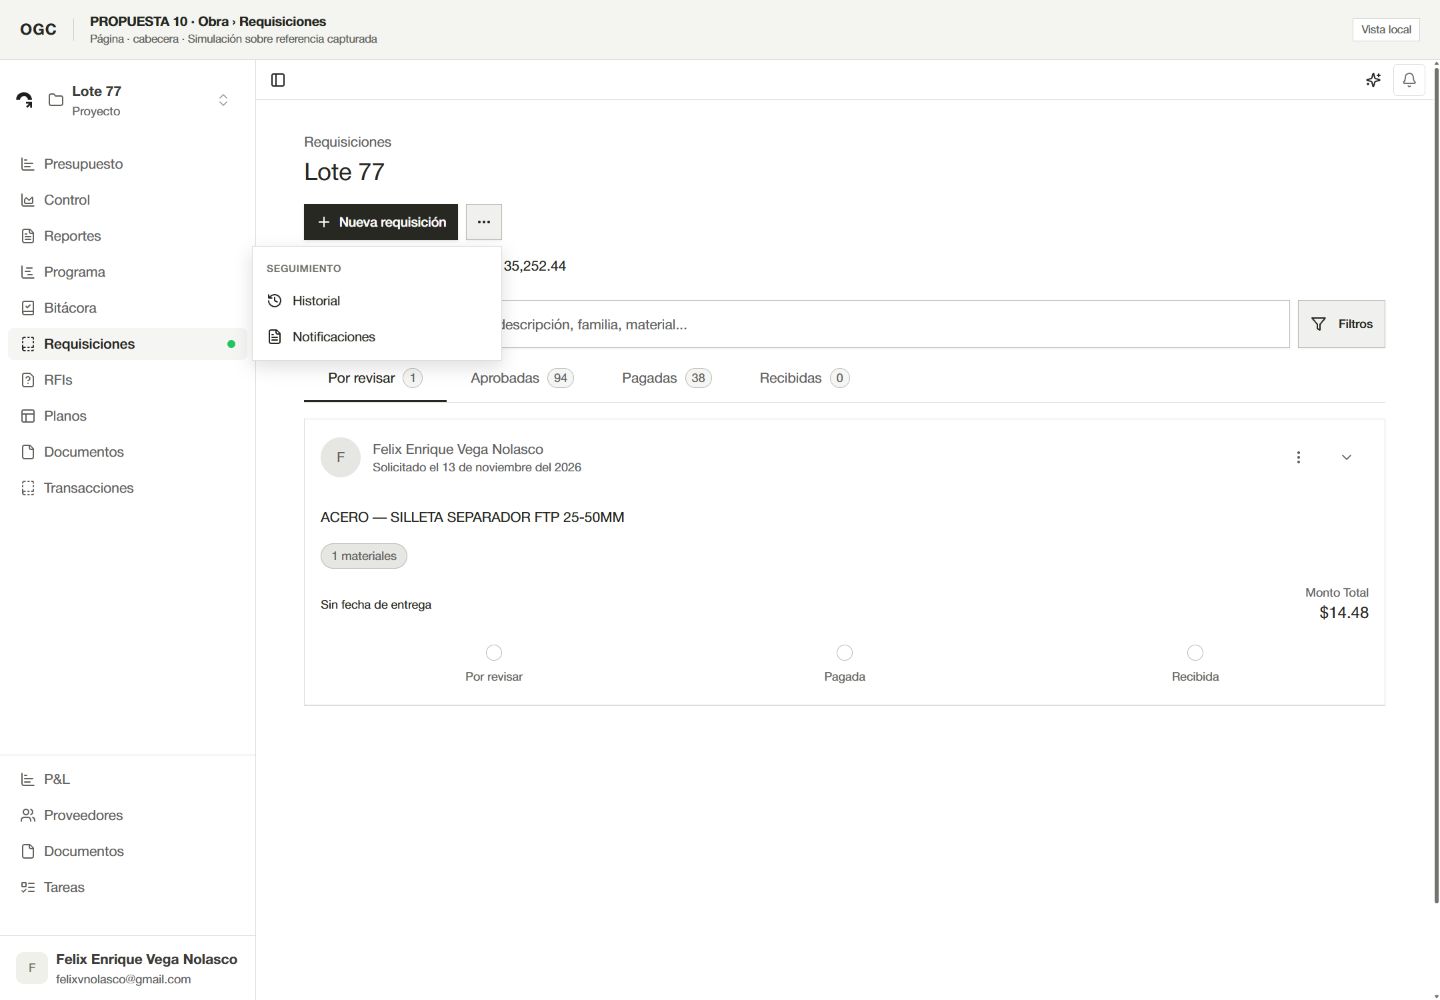 OGC
PROPUESTA 10 · Obra › Requisiciones
Página · cabecera · Simulación sobre referencia capturada
Vista local
Lote 77
Proyecto
Presupuesto
Control
Reportes
Programa
Bitácora
Requisiciones
RFIs
Planos
Documentos
Transacciones
P&L
Proveedores
Documentos
Tareas
F
Felix Enrique Vega Nolasco
felixvnolasco@gmail.com
Requisiciones
Lote 77
Nueva requisición
SEGUIMIENTO
Historial
Notificaciones
35,252.44
descripción, familia, material...
Filtros
Por revisar 1
Aprobadas 94
Pagadas 38
Recibidas 0
F
Felix Enrique Vega Nolasco
Solicitado el 13 de noviembre del 2026
ACERO — SILLETA SEPARADOR FTP 25-50MM
1 materiales
Sin fecha de entrega
Monto Total
$14.48
Por revisar
Pagada
Recibida